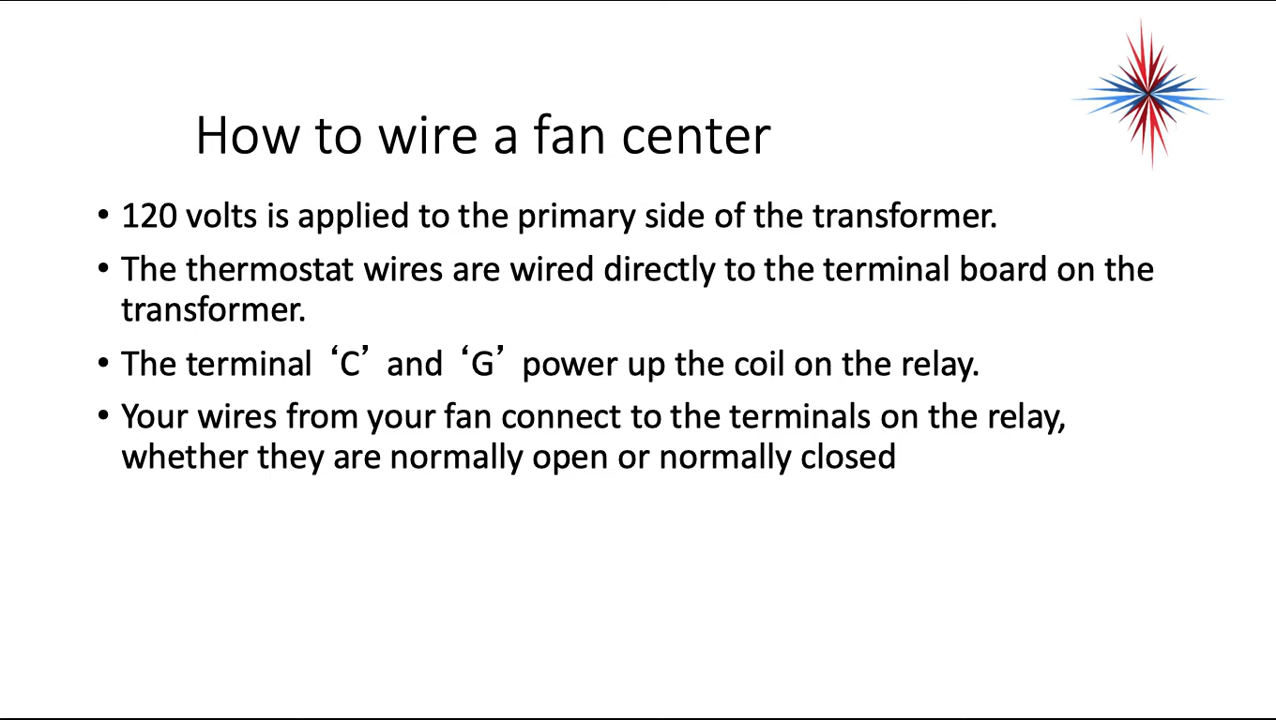 How to wire a fan center
• 120 volts is applied to the primary side of the transformer.
• The thermostat wires are wired directly to the terminal board on the
transformer.
• The terminal ‘C’ and ‘G’ power up the coil on the relay.
• Your wires from your fan connect to the terminals on the relay,
whether they are normally open or normally closed